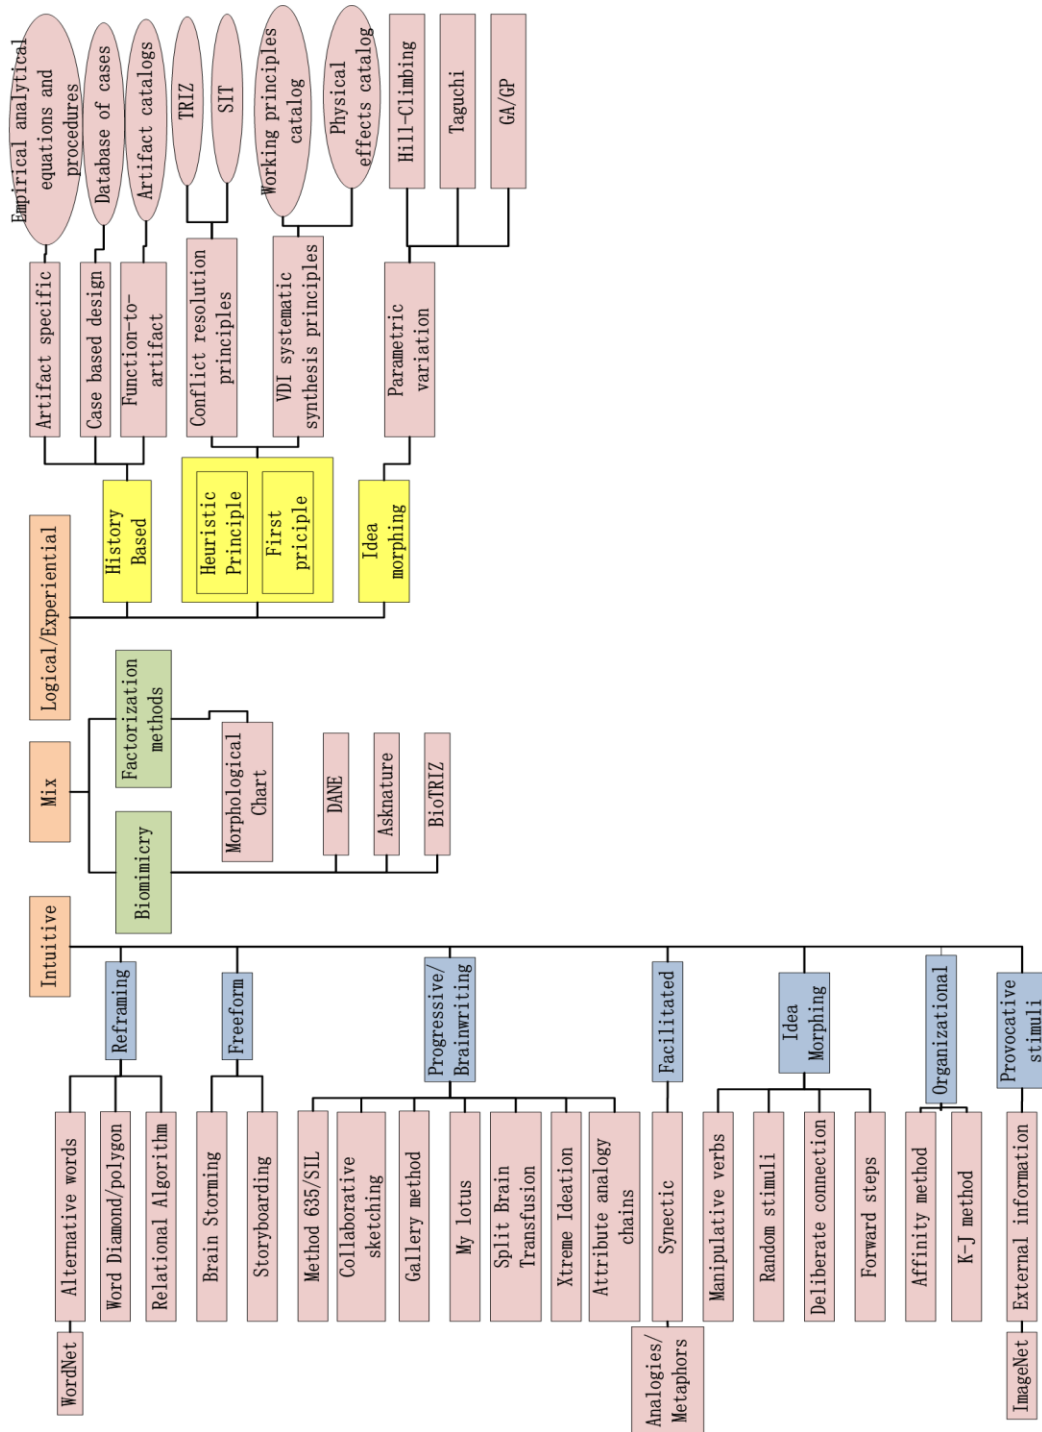 Intuitive
Mix
Logical/Experiential
Reframing
Alternative words
WordNet
Word Diamond/polygon
Relational Algorithm
Freeform
Brain Storming
Storyboarding
Progressive/
Brainwriting
Method 635/SIL
Collaborative
sketching
Gallery method
My lotus
Split Brain
Transfusion
Xtreme Ideation
Attribute analogy
chains
Facilitated
Synectic
Analogies/
Metaphors
Idea
Morphing
Manipulative verbs
Random stimuli
Deliberate connection
Forward steps
Organizational
Affinity method
K-J method
Provocative
stimuli
External information
ImageNet
Biomimicry
DANE
Asknature
BioTRIZ
Factorization
methods
Morphological
Chart
History
Based
Artifact specific
Empirical analytical
equations and
procedures
Case based design
Database of cases
Function-to-
artifact
Artifact catalogs
Heuristic
Principle
First
priciple
Conflict resolution
principles
TRIZ
SIT
VDI systematic
synthesis principles
Working principles
catalog
Physical
effects catalog
Idea
morphing
Parametric
variation
Hill-Climbing
Taguchi
GA/GP